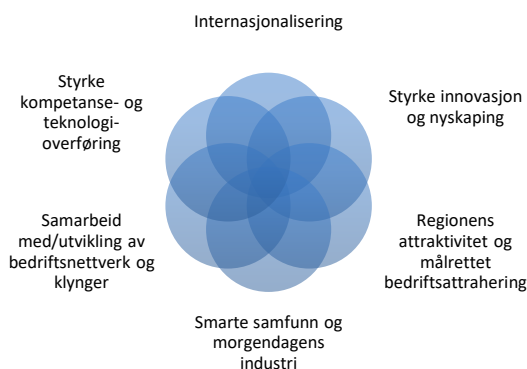 Internasjonalisering
Styrke
kompetanse- og
teknologi-
overføring
Styrke innovasjon
og nyskaping
Samarbeid
med/utvikling av
bedriftsnettverk og
klynger
Regionens
attraktivitet og
målrettet
bedriftsattrahering
Smarte samfunn og
morgendagens
industri